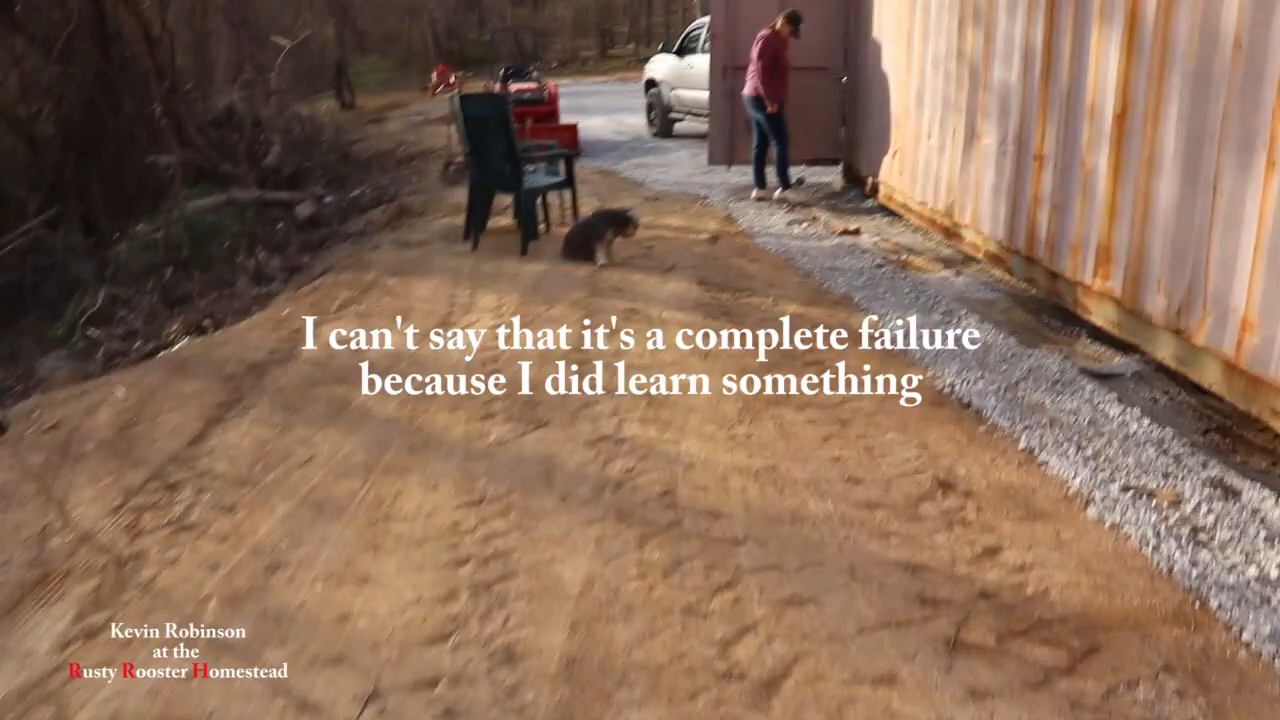 I can't say that it's a complete failure
because I did learn something
Kevin Robinson
at the
Rusty Rooster Homestead